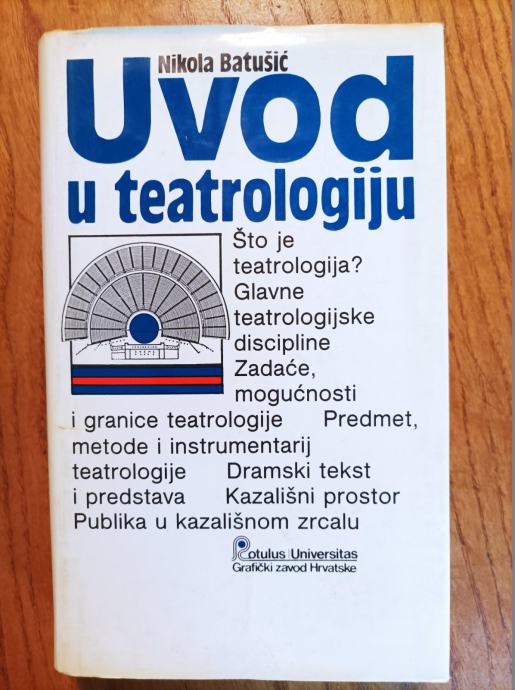 Nikola Batušić
Uvod
u teatrologiju
Što je
teatrologija?
Glavne
teatrologijske
discipline
Zadaće,
mogućnosti
i granice teatrologije Predmet,
metode i instrumentarij
teatrologije Dramski tekst
i predstava Kazališni prostor
Publika u kazališnom zrcalu
Rotulus Universitas
Grafički zavod Hrvatske